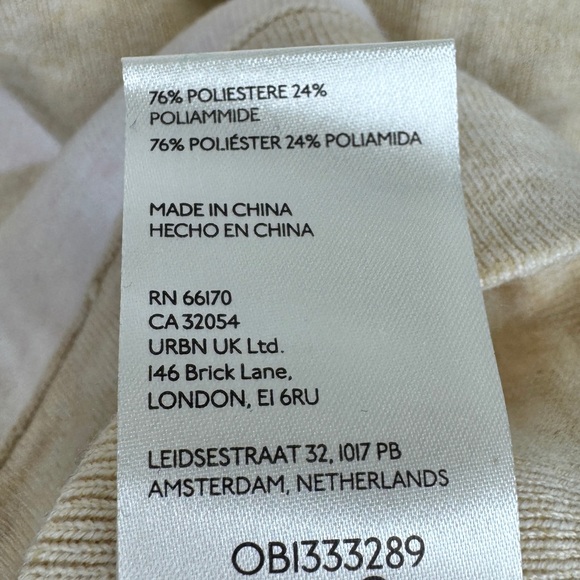 76% POLIESTERE 24%
POLIAMMIDE
76% POLIÉSTER 24% POLIAMIDA
MADE IN CHINA
HECHO EN CHINA
RN 66170
CA 32054
URBN UK Ltd.
146 Brick Lane,
LONDON, E1 6RU
LEIDSESTRAAT 32, 1017 PB
AMSTERDAM, NETHERLANDS
OB1333289